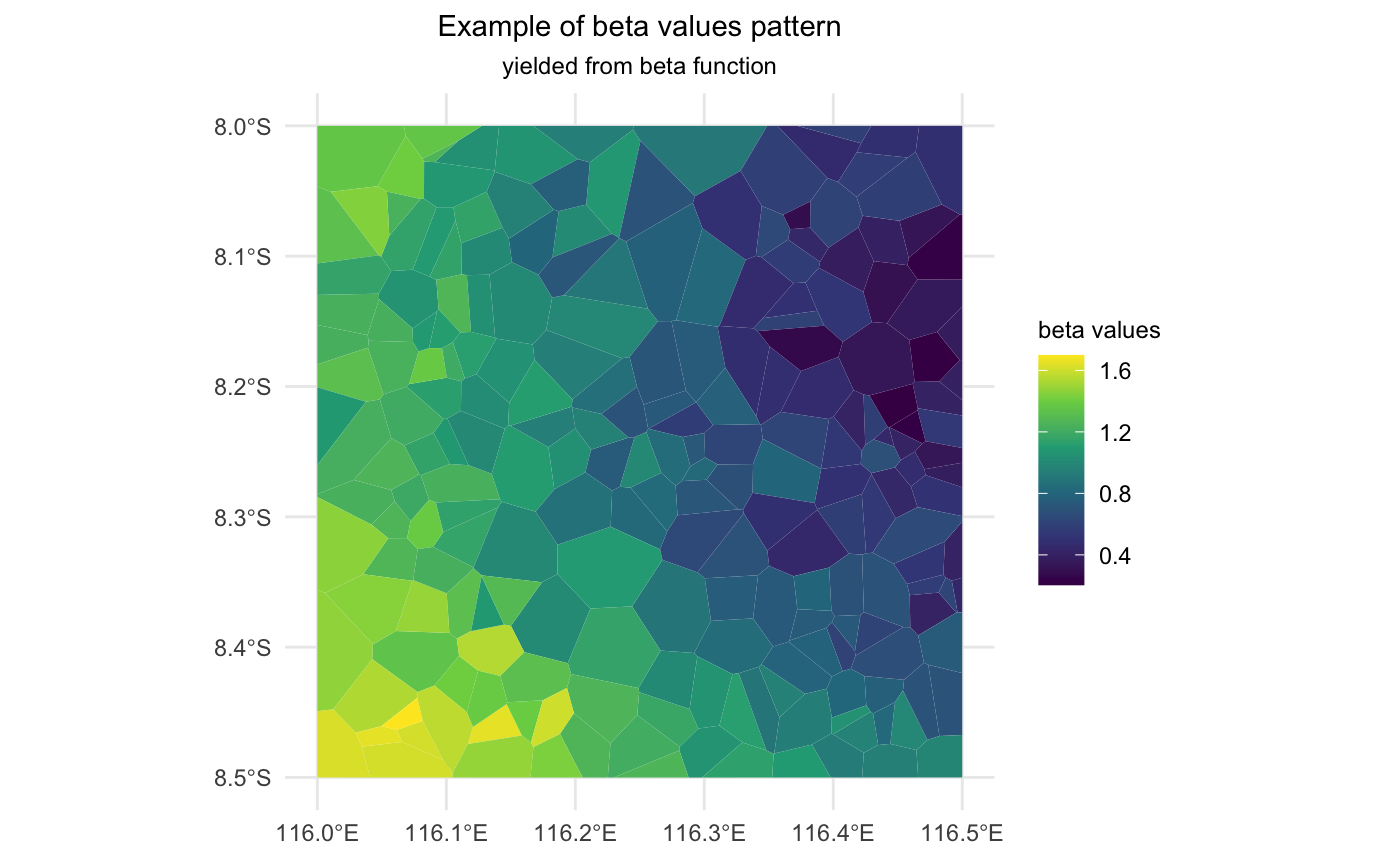 Example of beta values pattern
yielded from beta function
8.0°S
8.1°S
8.2°S
8.3°S
8.4°S
8.5°S
116.0°E 116.1°E 116.2°E 116.3°E 116.4°E 116.5°E
beta values
1.6
1.2
0.8
0.4